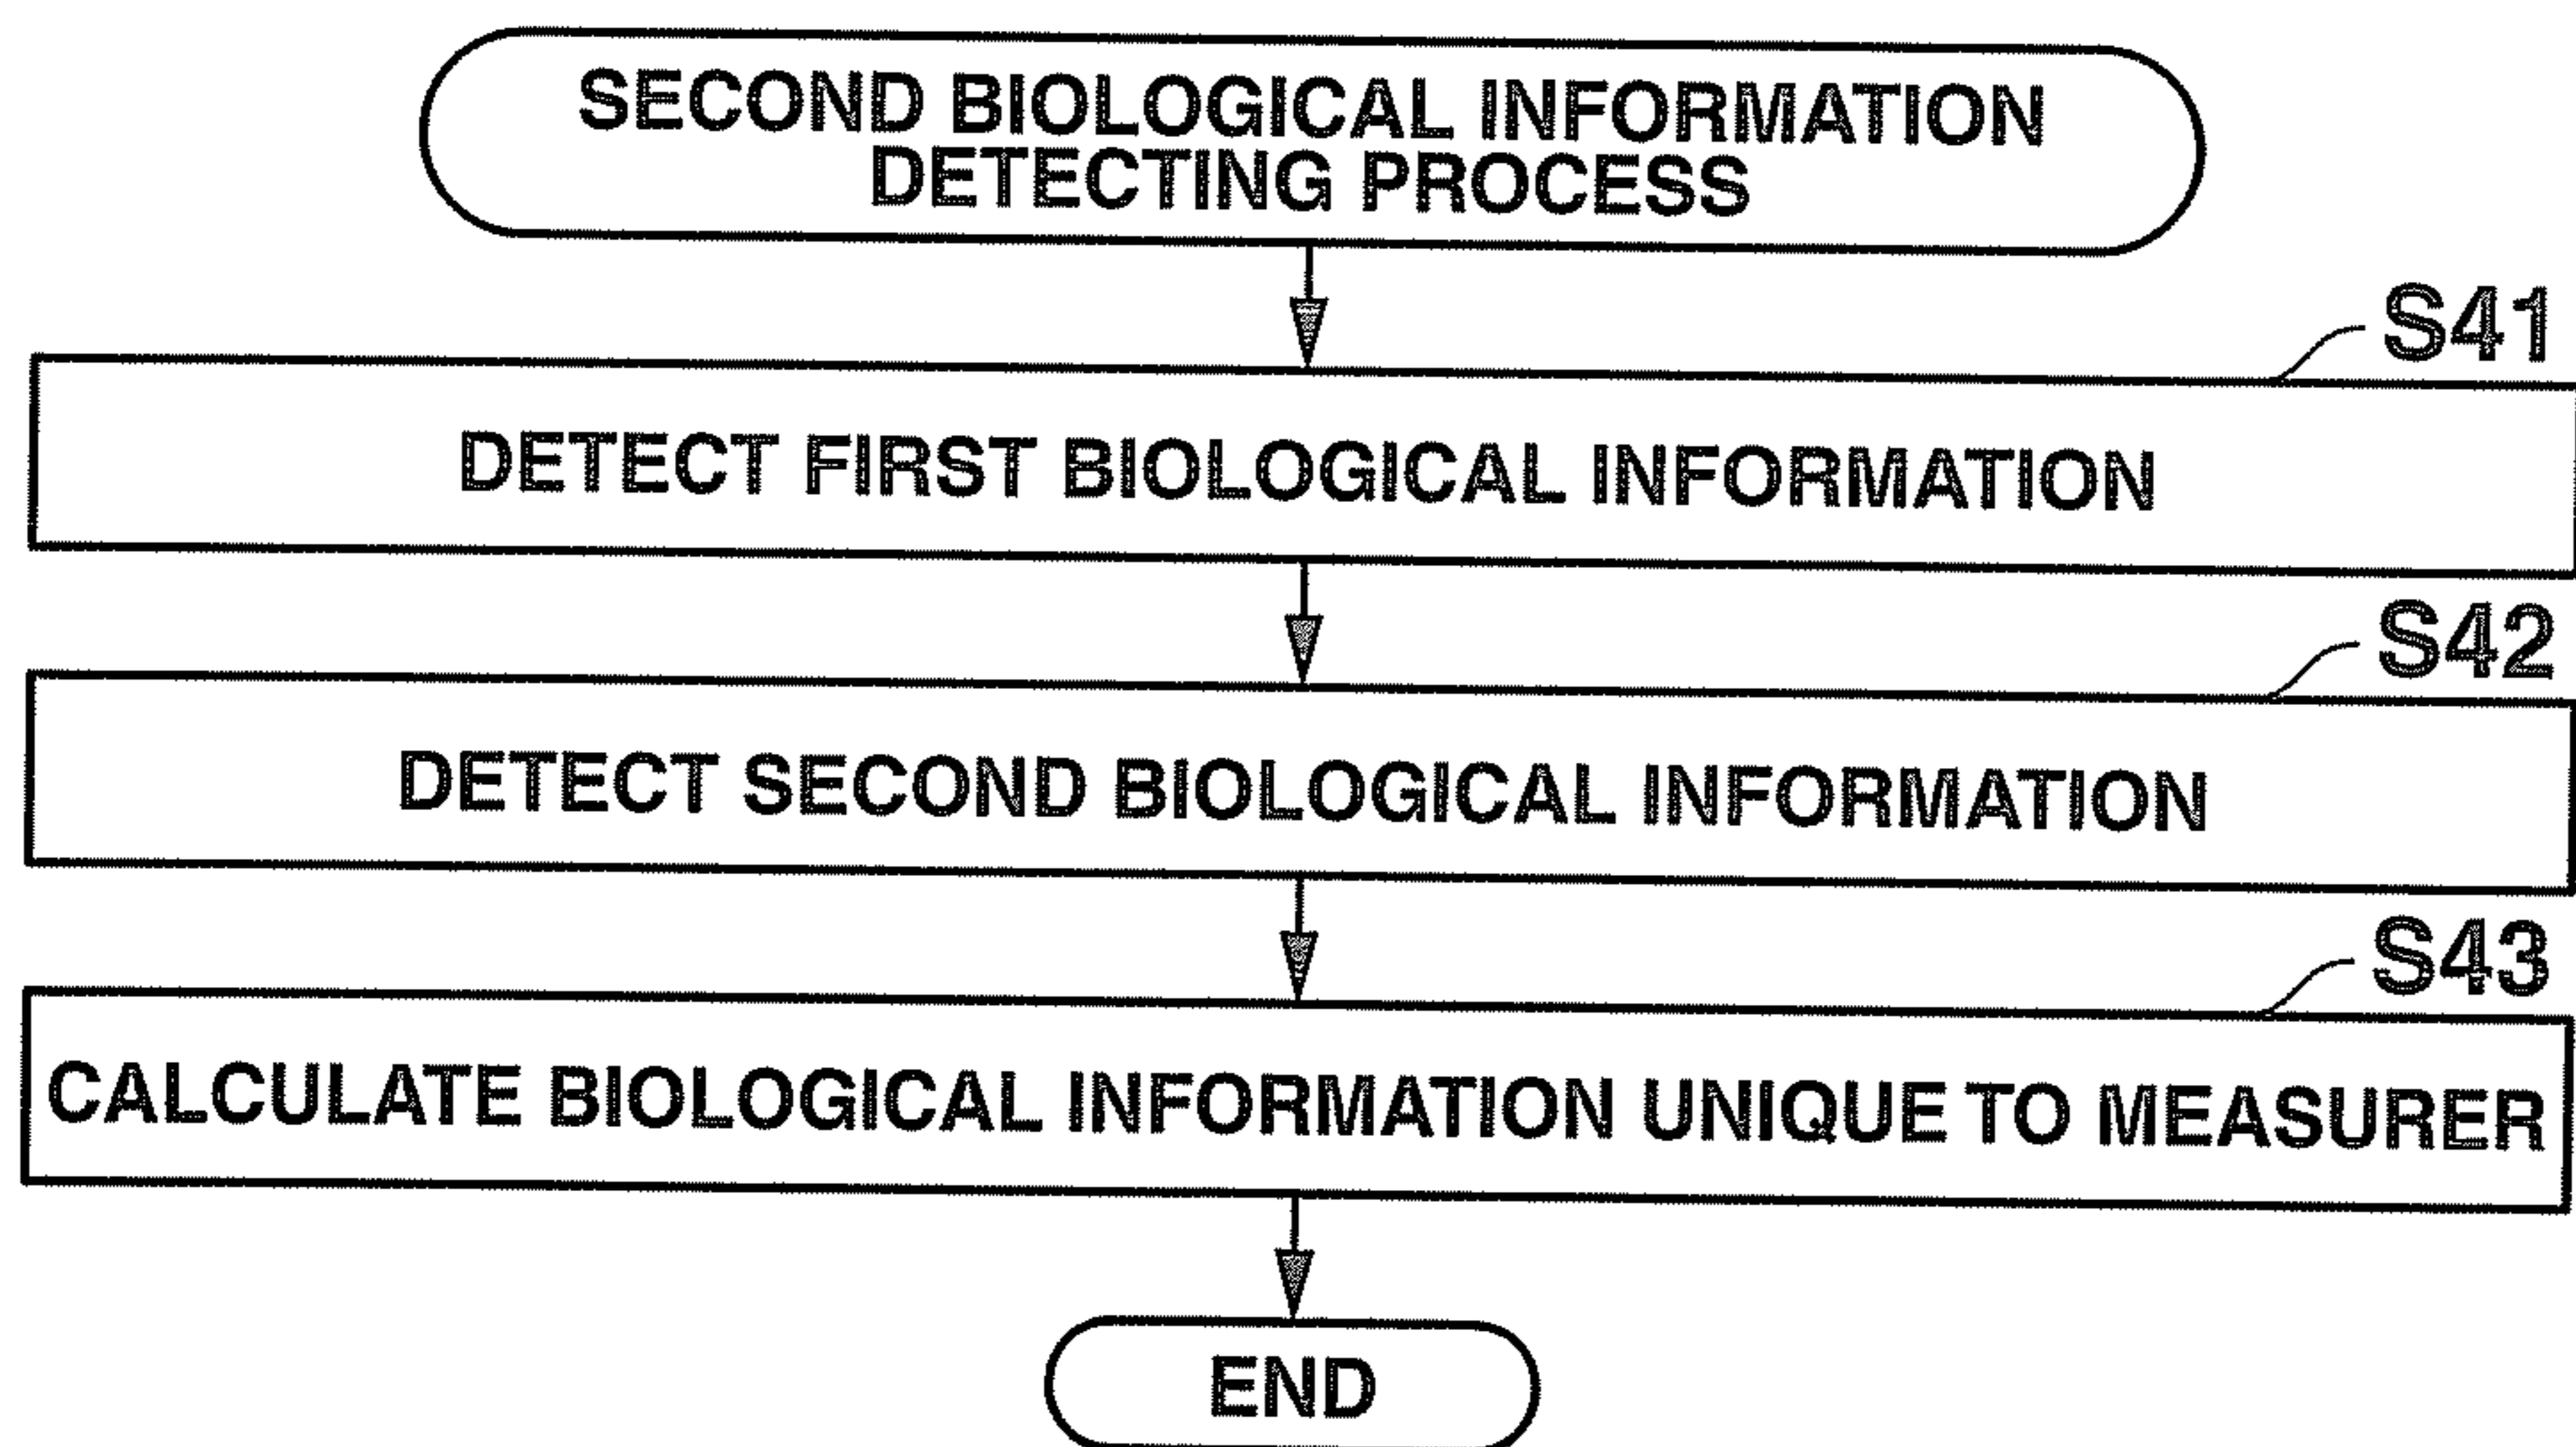 SECOND BIOLOGICAL INFORMATION
DETECTING PROCESS
S41
DETECT FIRST BIOLOGICAL INFORMATION
S42
DETECT SECOND BIOLOGICAL INFORMATION
S43
CALCULATE BIOLOGICAL INFORMATION UNIQUE TO MEASURER
END